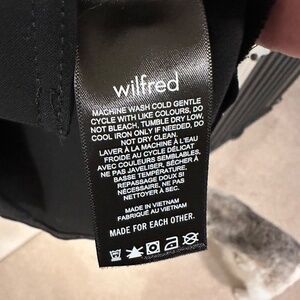 wilfred
MACHINE WASH COLD GENTLE
CYCLE WITH LIKE COLOURS, DO
NOT BLEACH, TUMBLE DRY LOW,
COOL IRON ONLY IF NEEDED, DO
NOT DRY CLEAN.
LAVER À LA MACHINE À L'EAU
FROIDE AU CYCLE DÉLICAT
AVEC COULEURS SEMBLABLES,
NE PAS JAVELISER, SÉCHER À
BASSE TEMPÉRATURE,
REPASSAGE DOUX SI
NÉCESSAIRE, NE PAS
NETTOYER À SEC.
MADE IN VIETNAM
FABRIQUÉ AU VIETNAM
MADE FOR EACH OTHER.